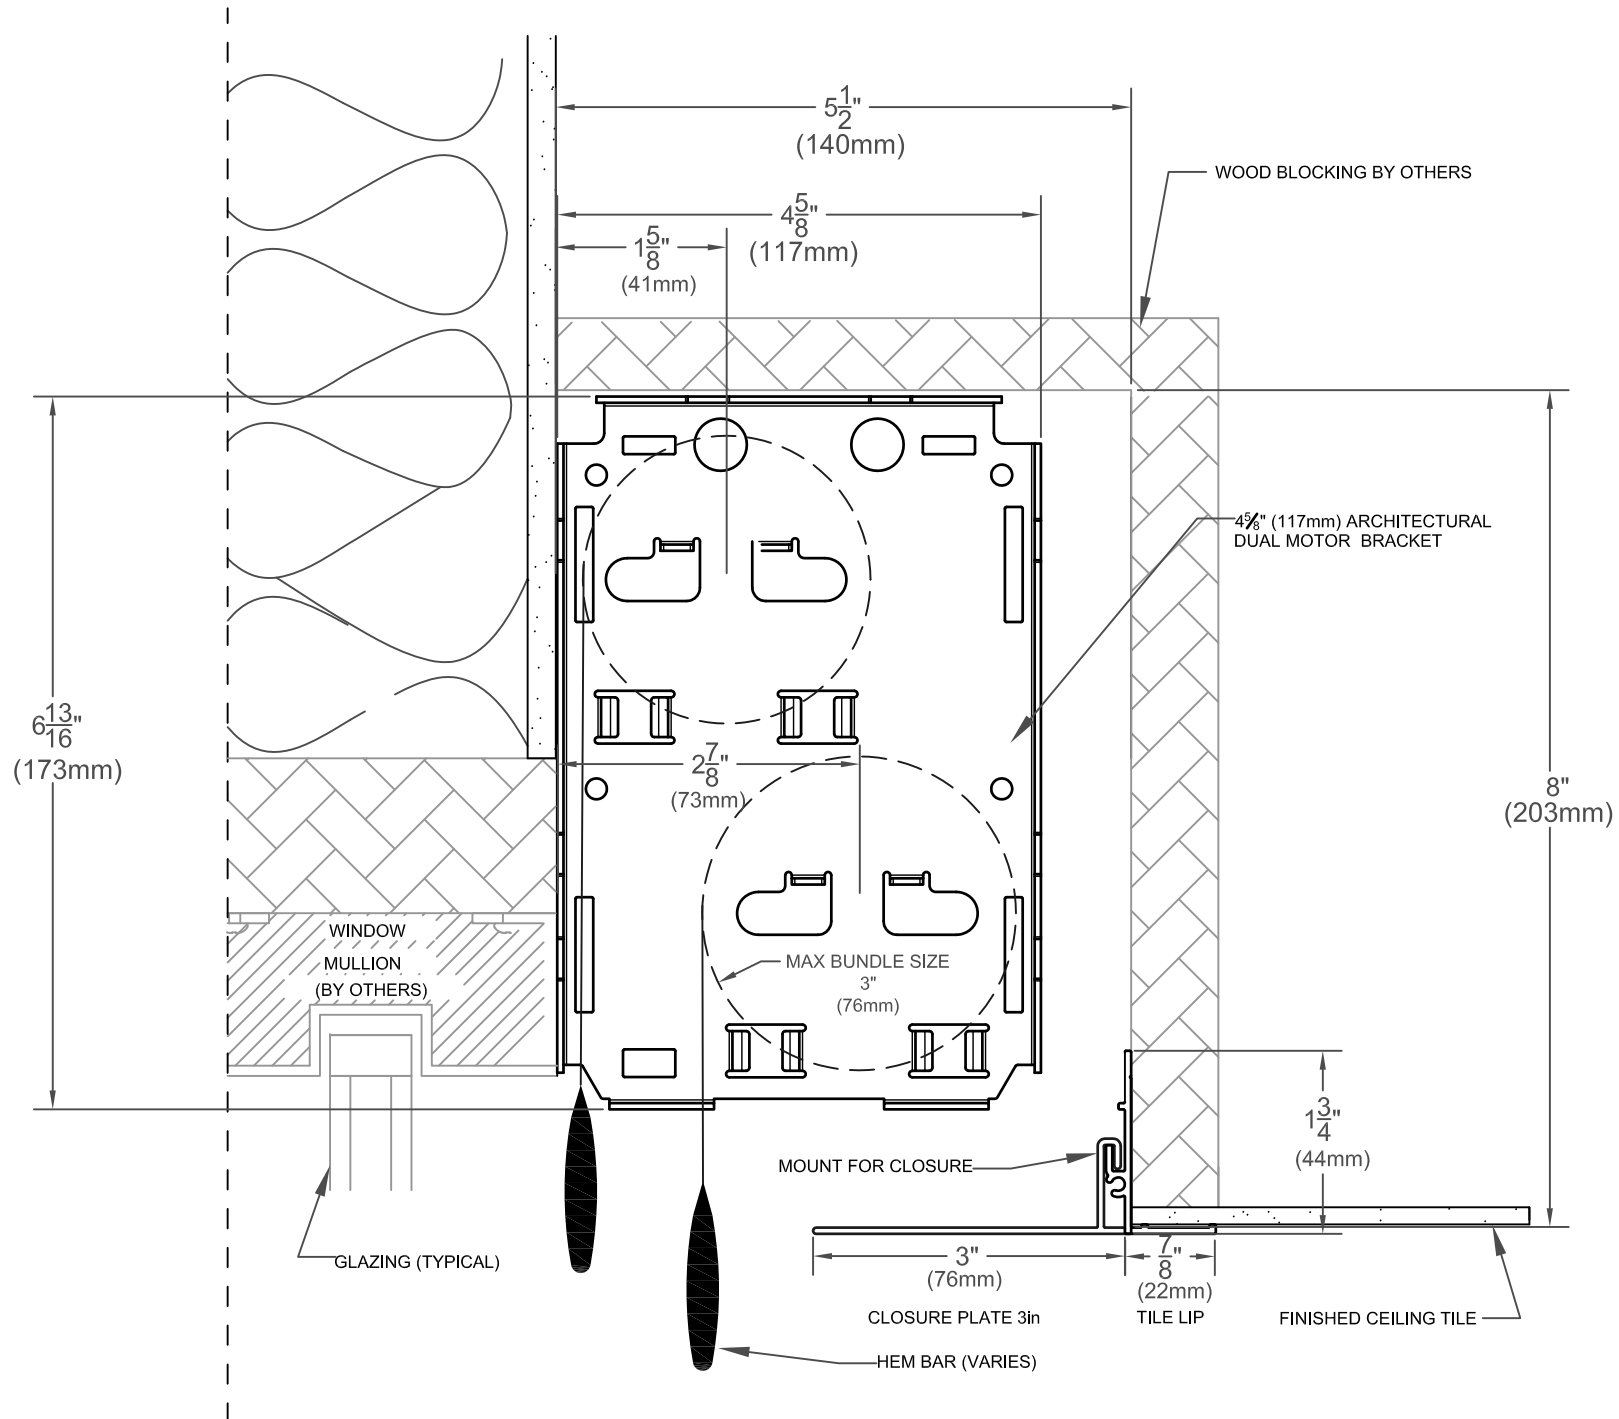 5 1/2"
(140mm)
WOOD BLOCKING BY OTHERS
4 5/8"
(117mm)
1 5/8"
(41mm)
4 5/8" (117mm) ARCHITECTURAL
DUAL MOTOR BRACKET
6 13/16"
(173mm)
2 7/8"
(73mm)
8"
(203mm)
WINDOW
MULLION
(BY OTHERS)
MAX BUNDLE SIZE
3"
(76mm)
1 3/4"
(44mm)
MOUNT FOR CLOSURE
GLAZING (TYPICAL)
3"
(76mm)
7/8"
(22mm)
CLOSURE PLATE 3in
TILE LIP
FINISHED CEILING TILE
HEM BAR (VARIES)